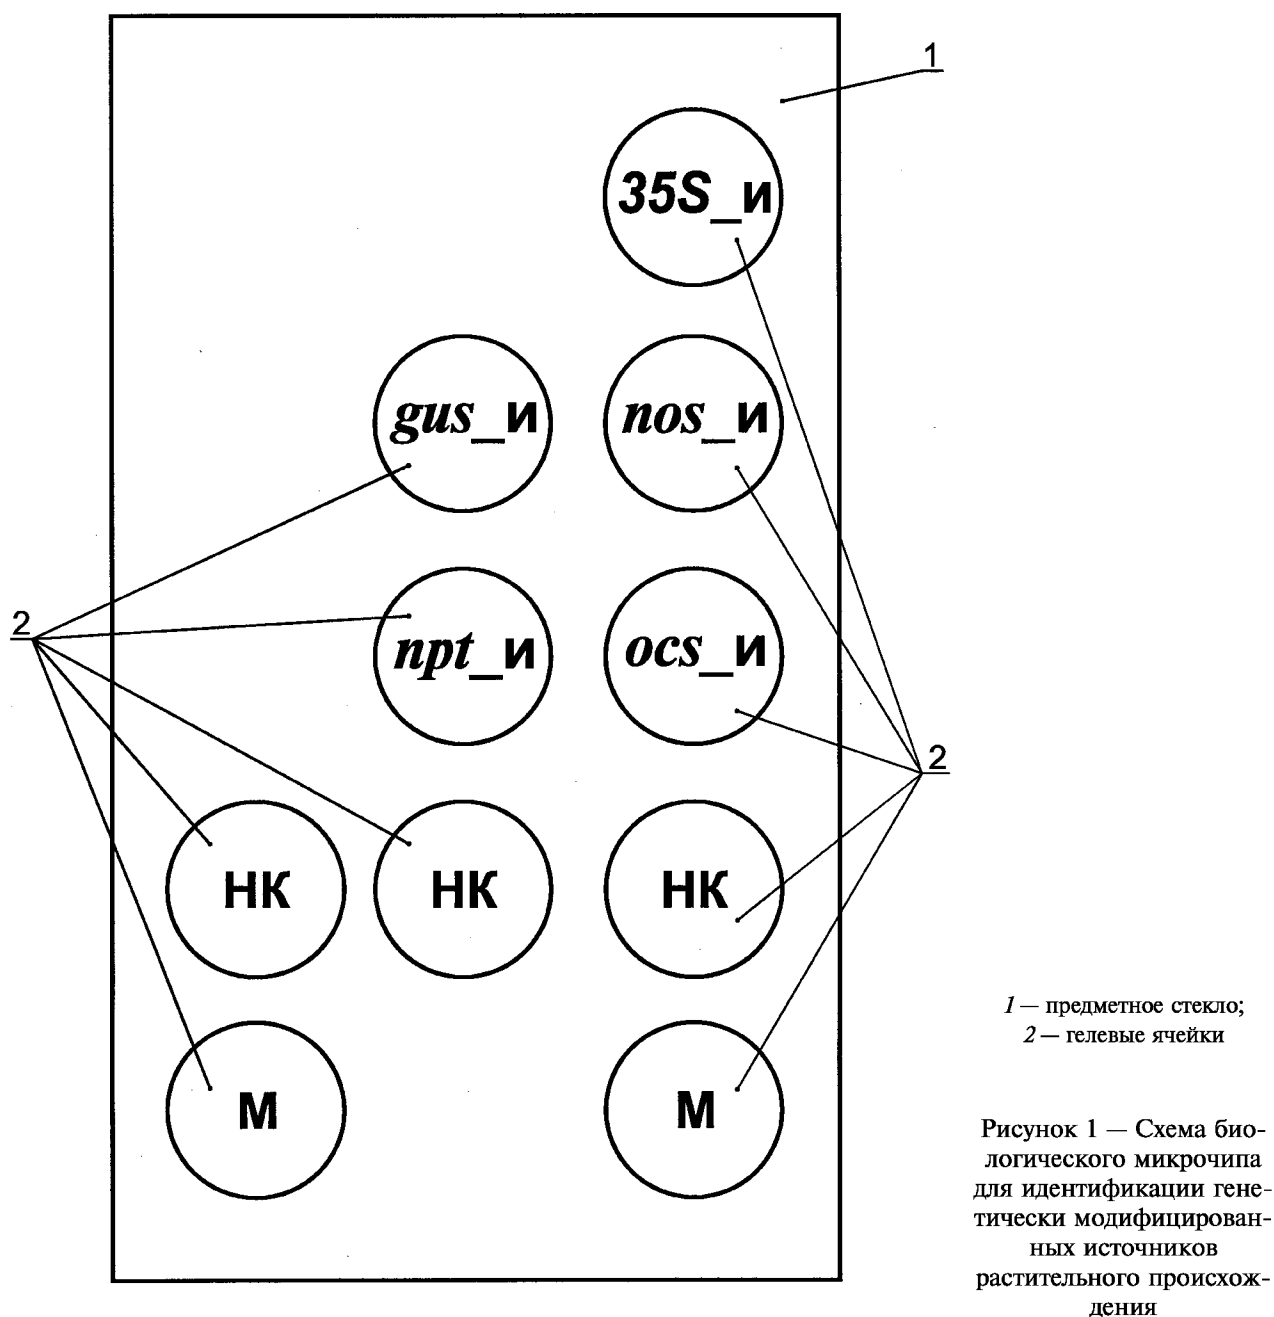 1
35S_и
gus_и nos_и
2
npt_и ocs_и
2
НК НК НК
М М
1 — предметное стекло;
2 — гелевые ячейки
Рисунок 1 — Схема био-
логического микрочипа
для идентификации гене-
тически модифицирован-
ных источников
растительного происхож-
дения